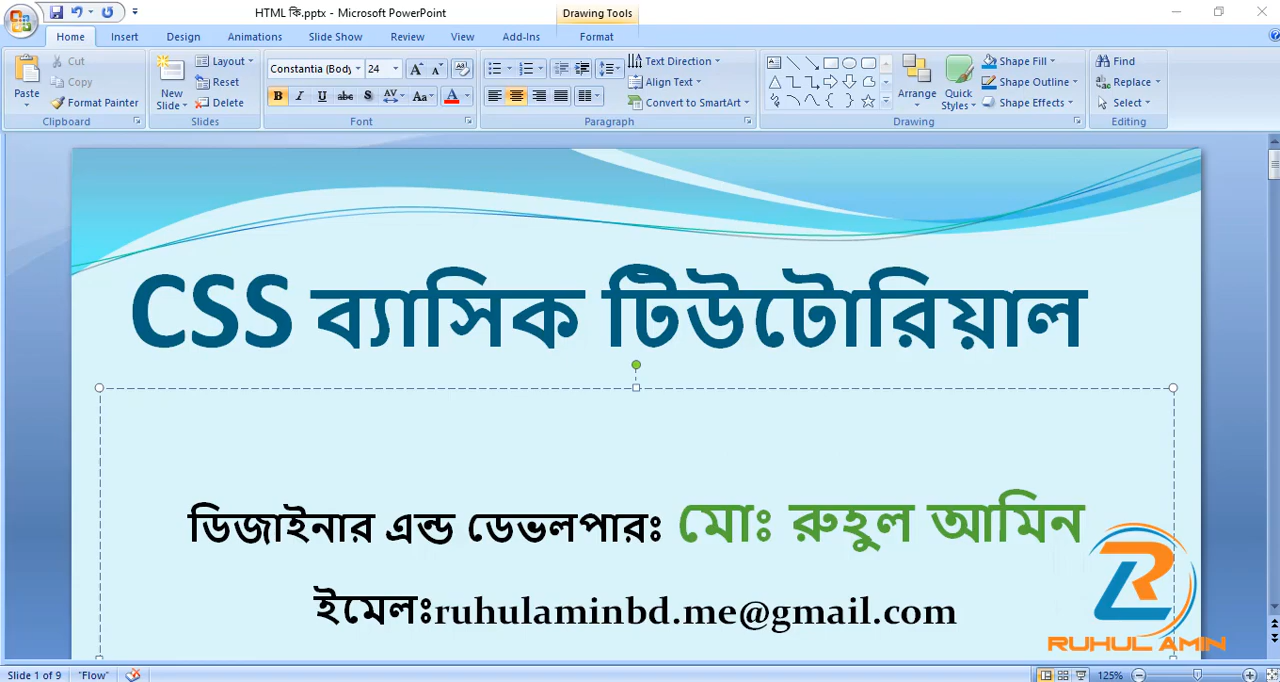 HTML কি.pptx - Microsoft PowerPoint
Drawing Tools
Home Insert Design Animations Slide Show Review View Add-Ins Format
Paste
Cut
Copy
Format Painter
Clipboard
New Slide
Layout
Reset
Delete
Slides
Constantia (Body 24
B I U abc S AV Aa A
Font
Text Direction
Align Text
Convert to SmartArt
Paragraph
Arrange
Quick Styles
Shape Fill
Shape Outline
Shape Effects
Drawing
Find
Replace
Select
Editing
CSS ব্যাসিক টিউটোরিয়াল
ডিজাইনার এন্ড ডেভলপারঃ মোঃ রুহুল আমিন
ইমেলঃruhulaminbd.me@gmail.com
RUHUL AMIN
Slide 1 of 9 "Flow" 125%